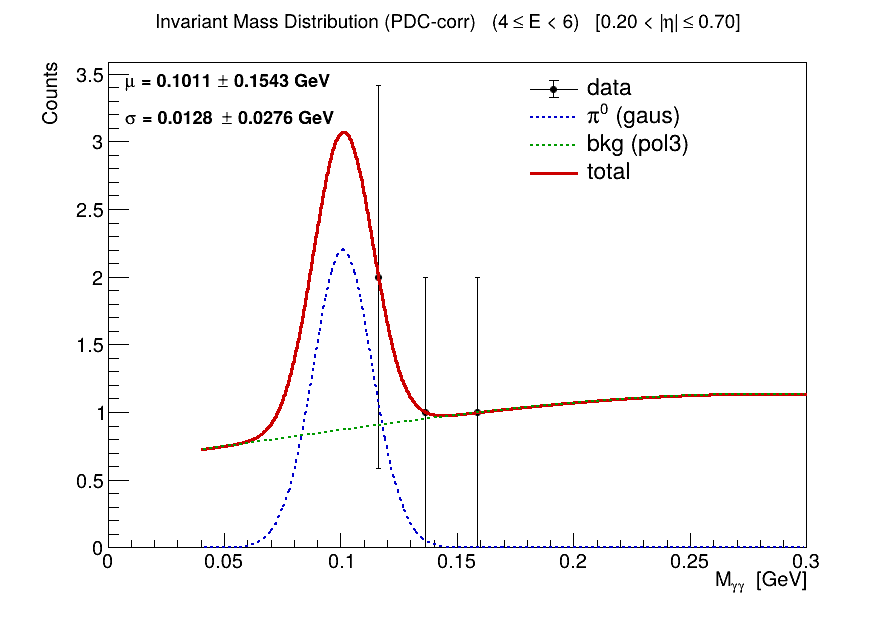 Invariant Mass Distribution (PDC-corr) (4 ≤ E < 6) [0.20 < |η| ≤ 0.70]
Counts
μ = 0.1011 ± 0.1543 GeV
σ = 0.0128 ± 0.0276 GeV
data
π⁰ (gaus)
bkg (pol3)
total
3.5
3
2.5
2
1.5
1
0.5
0
0 0.05 0.1 0.15 0.2 0.25 0.3
Mγγ [GeV]